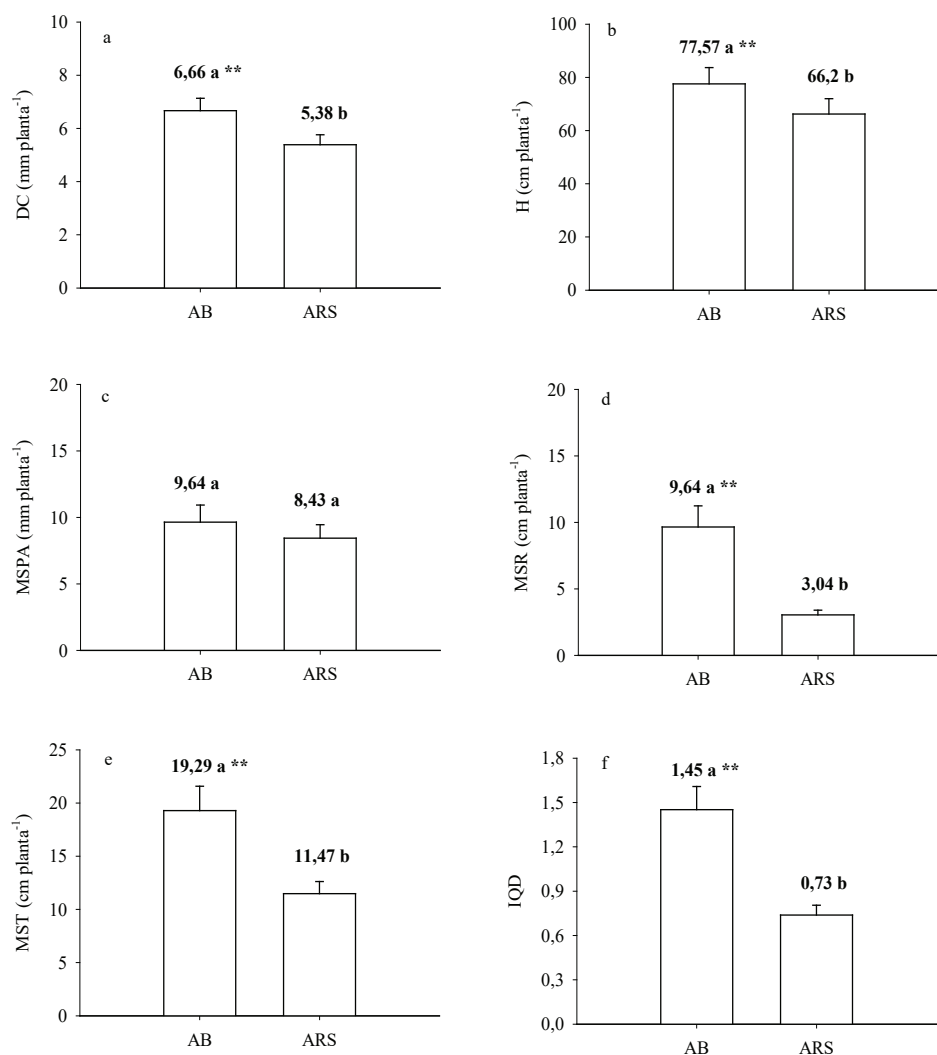 a
10
8
6
4
2
0
DC (mm planta-1)
6,66 a **
5,38 b
AB
ARS
b
100
80
60
40
20
0
H (cm planta-1)
77,57 a **
66,2 b
AB
ARS
c
20
15
10
5
0
MSPA (mm planta-1)
9,64 a
8,43 a
AB
ARS
d
20
15
10
5
0
MSR (cm planta-1)
9,64 a **
3,04 b
AB
ARS
e
25
20
15
10
5
0
MST (cm planta-1)
19,29 a **
11,47 b
AB
ARS
f
1,8
1,5
1,2
0,9
0,6
0,3
0,0
IQD
1,45 a **
0,73 b
AB
ARS